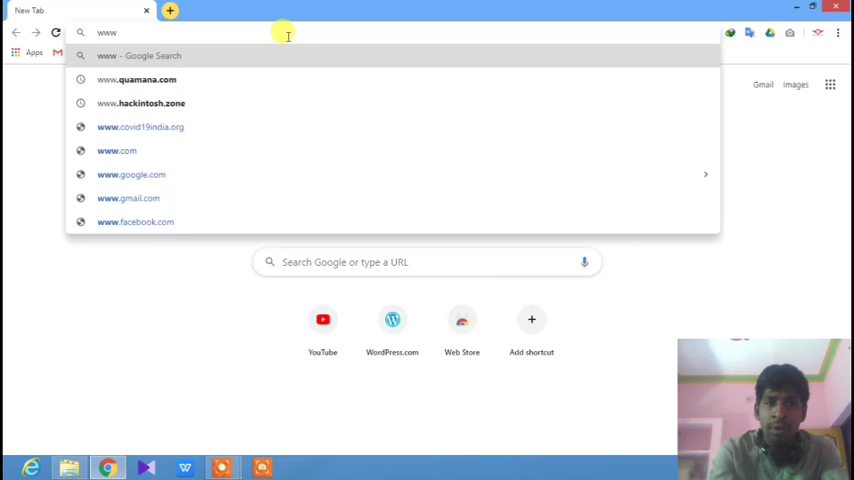 New Tab
www
Apps
www - Google Search
www.quamana.com
www.hackintosh.zone
www.covid19india.org
www.com
www.google.com
www.gmail.com
www.facebook.com
Gmail
Images
Search Google or type a URL
YouTube
WordPress.com
Web Store
Add shortcut